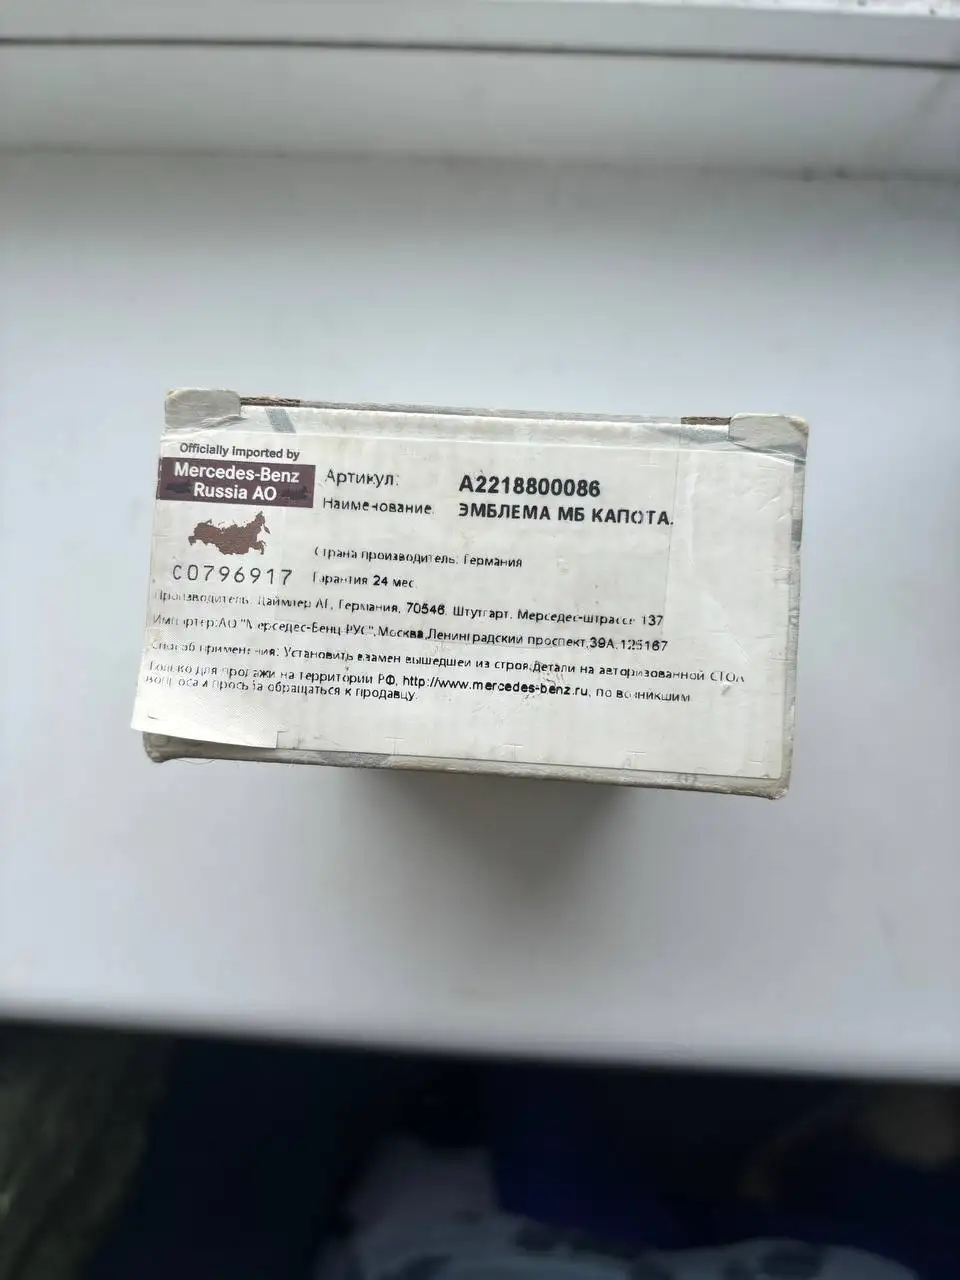 Officially imported by
Mercedes-Benz
Russia AO
C0796917
Артикул: A2218800086
Наименование: ЭМБЛЕМА МБ КАПОТА.
Страна производитель: Германия
Гарантия 24 мес.
Производитель: Даймлер АГ, Германия, 70546, Штутгарт, Мерседес-штрассе 137
Импортер:АО "Мерседес-Бенц РУС",Москва,Ленинградский проспект,39А,125167
Способ применения: Установить взамен вышедшей из строя детали на авторизованной СТОА
Только для продажи на территории РФ, http://www.mercedes-benz.ru, по возникшим
вопросам просьба обращаться к продавцу.